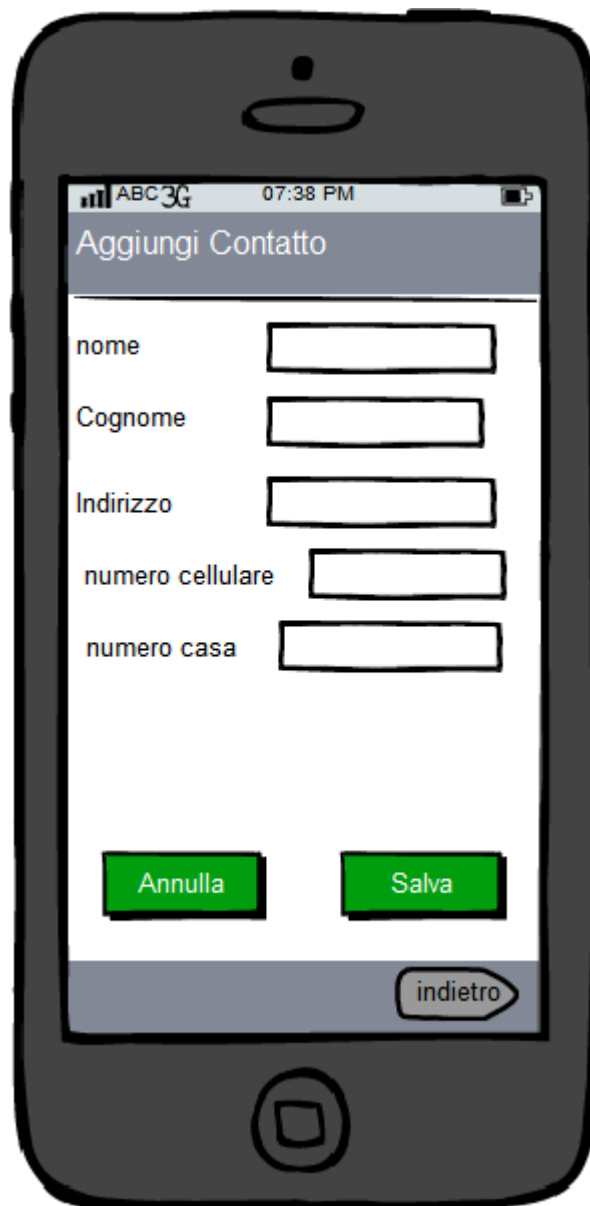 ABC 3G 07:38 PM
Aggiungi Contatto
nome
Cognome
Indirizzo
numero cellulare
numero casa
Annulla Salva
indietro